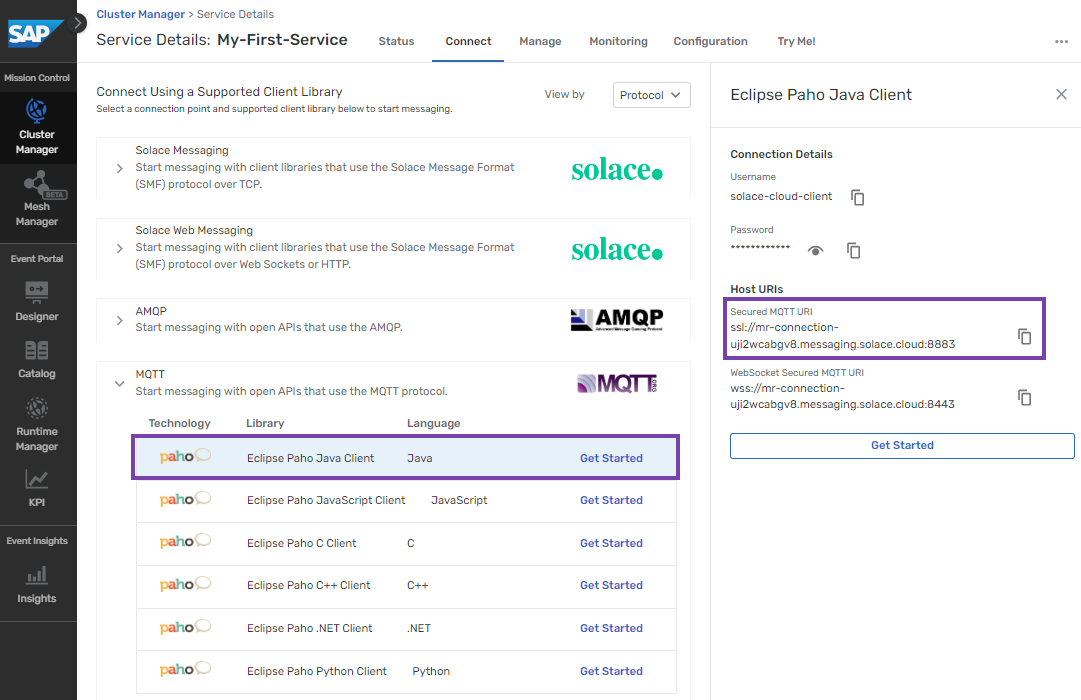 SAP
Mission Control
Cluster
Manager
BETA
Mesh
Manager
Event Portal
Designer
Catalog
Runtime
Manager
KPI
Event Insights
Insights
Cluster Manager > Service Details
Service Details: My-First-Service
Status Connect Manage Monitoring Configuration Try Me!
Connect Using a Supported Client Library
Select a connection point and supported client library below to start messaging.
View by Protocol
Solace Messaging
Start messaging with client libraries that use the Solace Message Format
(SMF) protocol over TCP.
solace.
Solace Web Messaging
Start messaging with client libraries that use the Solace Message Format
(SMF) protocol over Web Sockets or HTTP.
solace.
AMQP
Start messaging with open APIs that use the AMQP.
AMQP
Advanced Message Queuing Protocol
MQTT
Start messaging with open APIs that use the MQTT protocol.
MQTT.ORG
Technology Library Language
paho Eclipse Paho Java Client Java Get Started
paho Eclipse Paho JavaScript Client JavaScript Get Started
paho Eclipse Paho C Client C Get Started
paho Eclipse Paho C++ Client C++ Get Started
paho Eclipse Paho .NET Client .NET Get Started
paho Eclipse Paho Python Client Python Get Started
Eclipse Paho Java Client
Connection Details
Username
solace-cloud-client
Password
************
Host URIs
Secured MQTT URI
ssl://mr-connection-
uji2wcabgv8.messaging.solace.cloud:8883
WebSocket Secured MQTT URI
wss://mr-connection-
uji2wcabgv8.messaging.solace.cloud:8443
Get Started